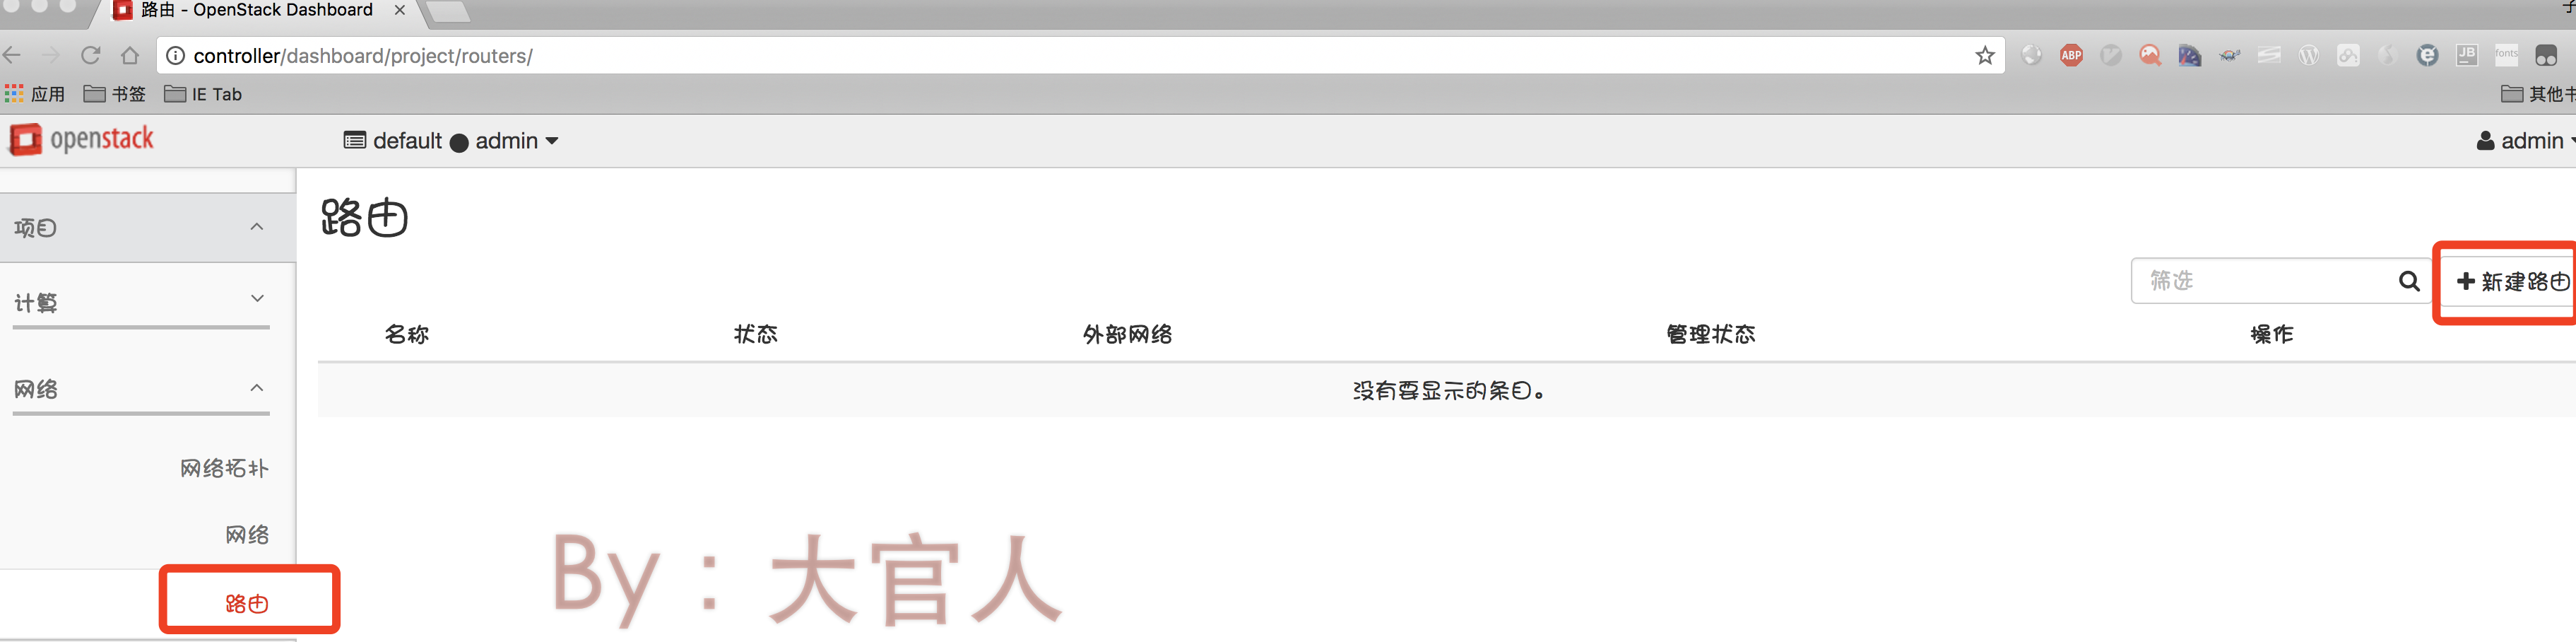 路由 - OpenStack Dashboard
controller/dashboard/project/routers/
ABP
JB
fonts
应用 书签 IE Tab
openstack
default admin
admin
项目
路由
筛选
新建路由
计算
名称 状态 外部网络 管理状态 操作
网络
没有要显示的条目。
网络拓扑
网络
路由
By：大官人